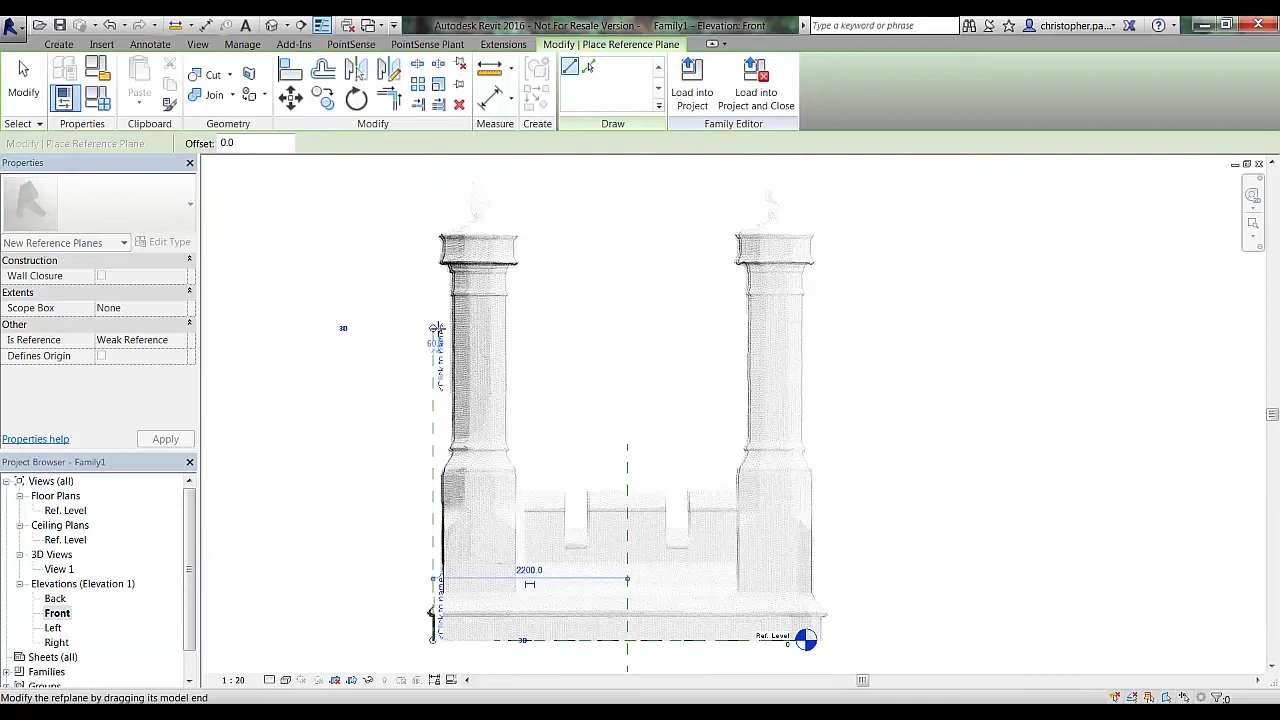 Autodesk Revit 2016 - Not For Resale Version - Family1 - Elevation: Front
Type a keyword or phrase
christopher.pa...
Create Insert Annotate View Manage Add-Ins PointSense PointSense Plant Extensions Modify | Place Reference Plane
Modify
Paste
Cut
Join
Load into
Project
Load into
Project and Close
Select Properties Clipboard Geometry Modify Measure Create Draw Family Editor
Modify | Place Reference Plane Offset: 0.0
Properties
New Reference Planes Edit Type
Construction
Wall Closure
Extents
Scope Box None
Other
Is Reference Weak Reference
Defines Origin
Properties help Apply
Project Browser - Family1
Views (all)
Floor Plans
Ref. Level
Ceiling Plans
Ref. Level
3D Views
View 1
Elevations (Elevation 1)
Back
Front
Left
Right
Sheets (all)
Families
Groups
3D
2200.0
3D
Ref. Level
0
1 : 20
Modify the refplane by dragging its model end
:0